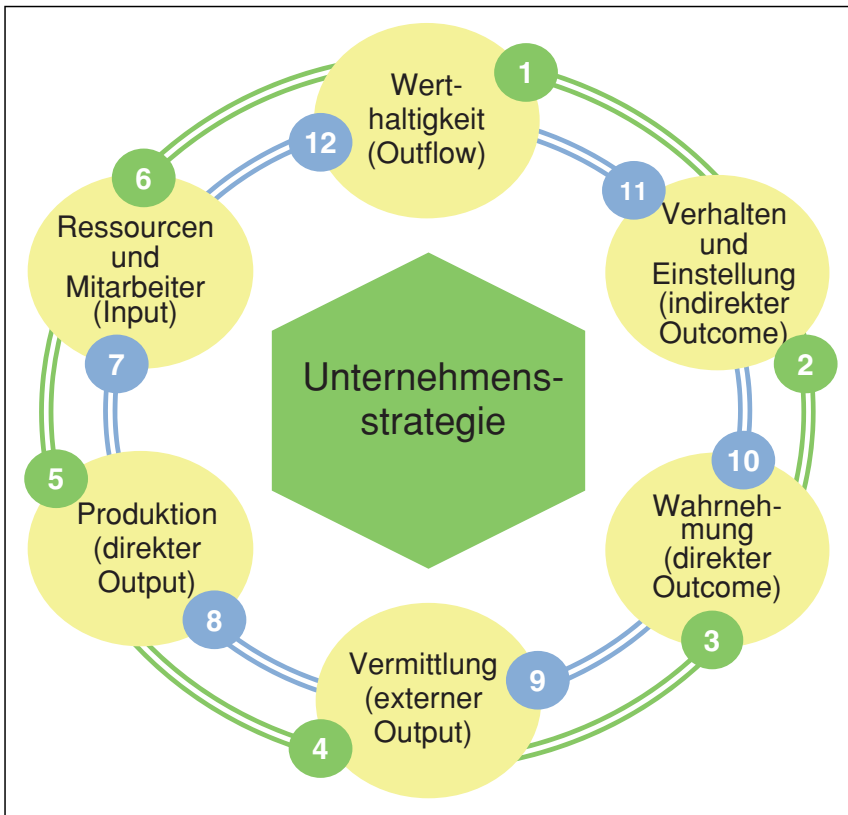 1
Wert-
haltigkeit
(Outflow)
12
11
Verhalten
und
Einstellung
(indirekter
Outcome)
2
10
Wahrneh-
mung
(direkter
Outcome)
3
9
Vermittlung
(externer
Output)
4
8
Produktion
(direkter
Output)
5
7
Ressourcen
und
Mitarbeiter
(Input)
6
Unternehmens-
strategie